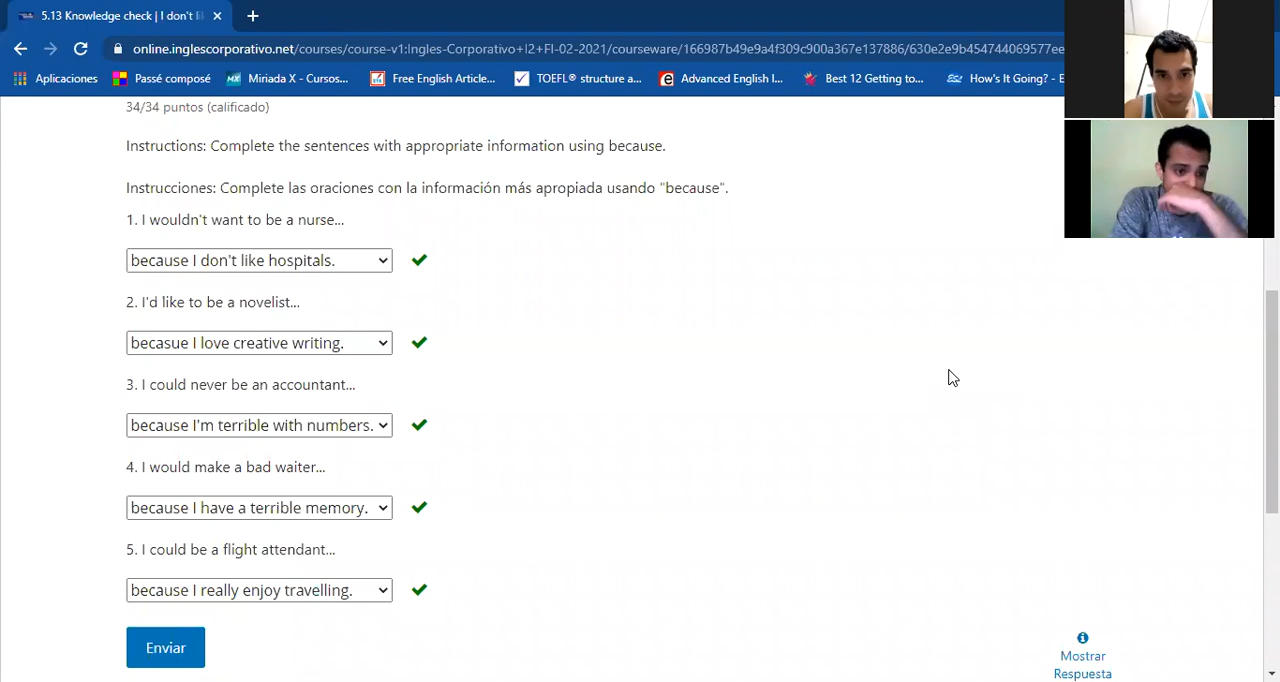 5.13 Knowledge check | I don't li
online.inglescorporativo.net/courses/course-v1:Ingles-Corporativo+I2+FI-02-2021/courseware/166987b49e9a4f309c900a367e137886/630e2e9b454744069577ee
Aplicaciones Passé composé Miriada X - Cursos... Free English Article... TOEFL® structure a... Advanced English I... Best 12 Getting to... How's It Going? - E
34/34 puntos (calificado)
Instructions: Complete the sentences with appropriate information using because.
Instrucciones: Complete las oraciones con la información más apropiada usando "because".
1. I wouldn't want to be a nurse...
because I don't like hospitals.
2. I'd like to be a novelist...
becasue I love creative writing.
3. I could never be an accountant...
because I'm terrible with numbers.
4. I would make a bad waiter...
because I have a terrible memory.
5. I could be a flight attendant...
because I really enjoy travelling.
Enviar
Mostrar
Respuesta